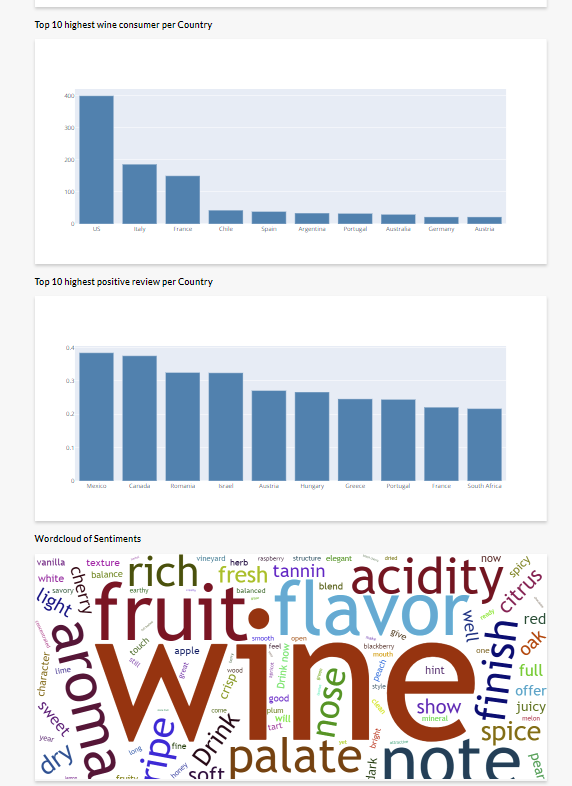 Top 10 highest wine consumer per Country
400
300
200
100
0
US Italy France Chile Spain Argentina Portugal Australia Germany Austria
Top 10 highest positive review per Country
0.4
0.3
0.2
0.1
0
Mexico Canada Romania Israel Austria Hungary Greece Portugal France South Africa
Wordcloud of Sentiments
vanilla texture vineyard herb raspberry structure elegant dried now spicy
white balance rich fresh tannin acidity citrus
savory cherry earthy balanced blend
light fruit flavor ready well red
aroma touch smooth open give one oak
still apple feel blackberry mouth
character lime great wood Drink now peach hint finish full
wine
crisp style offer
sweet come good nose clean show juicy
plum will mineral melon
year ripe Drink tart bright spice
dry long fine palate note
honey soft dark pear
fruity